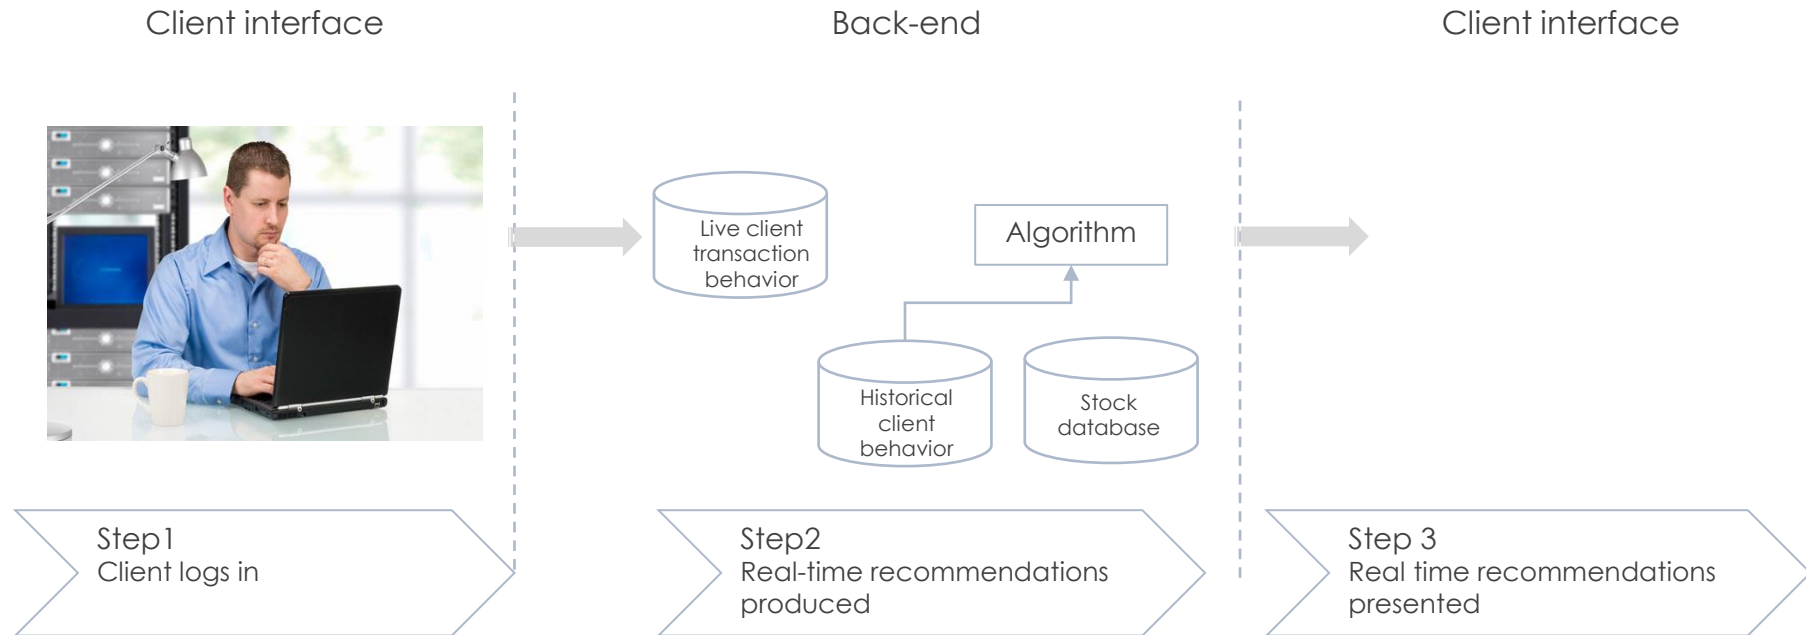 Client interface
Back-end
Client interface
Live client
transaction
behavior
Algorithm
Historical
client
behavior
Stock
database
Step1
Client logs in
Step2
Real-time recommendations
produced
Step 3
Real time recommendations
presented